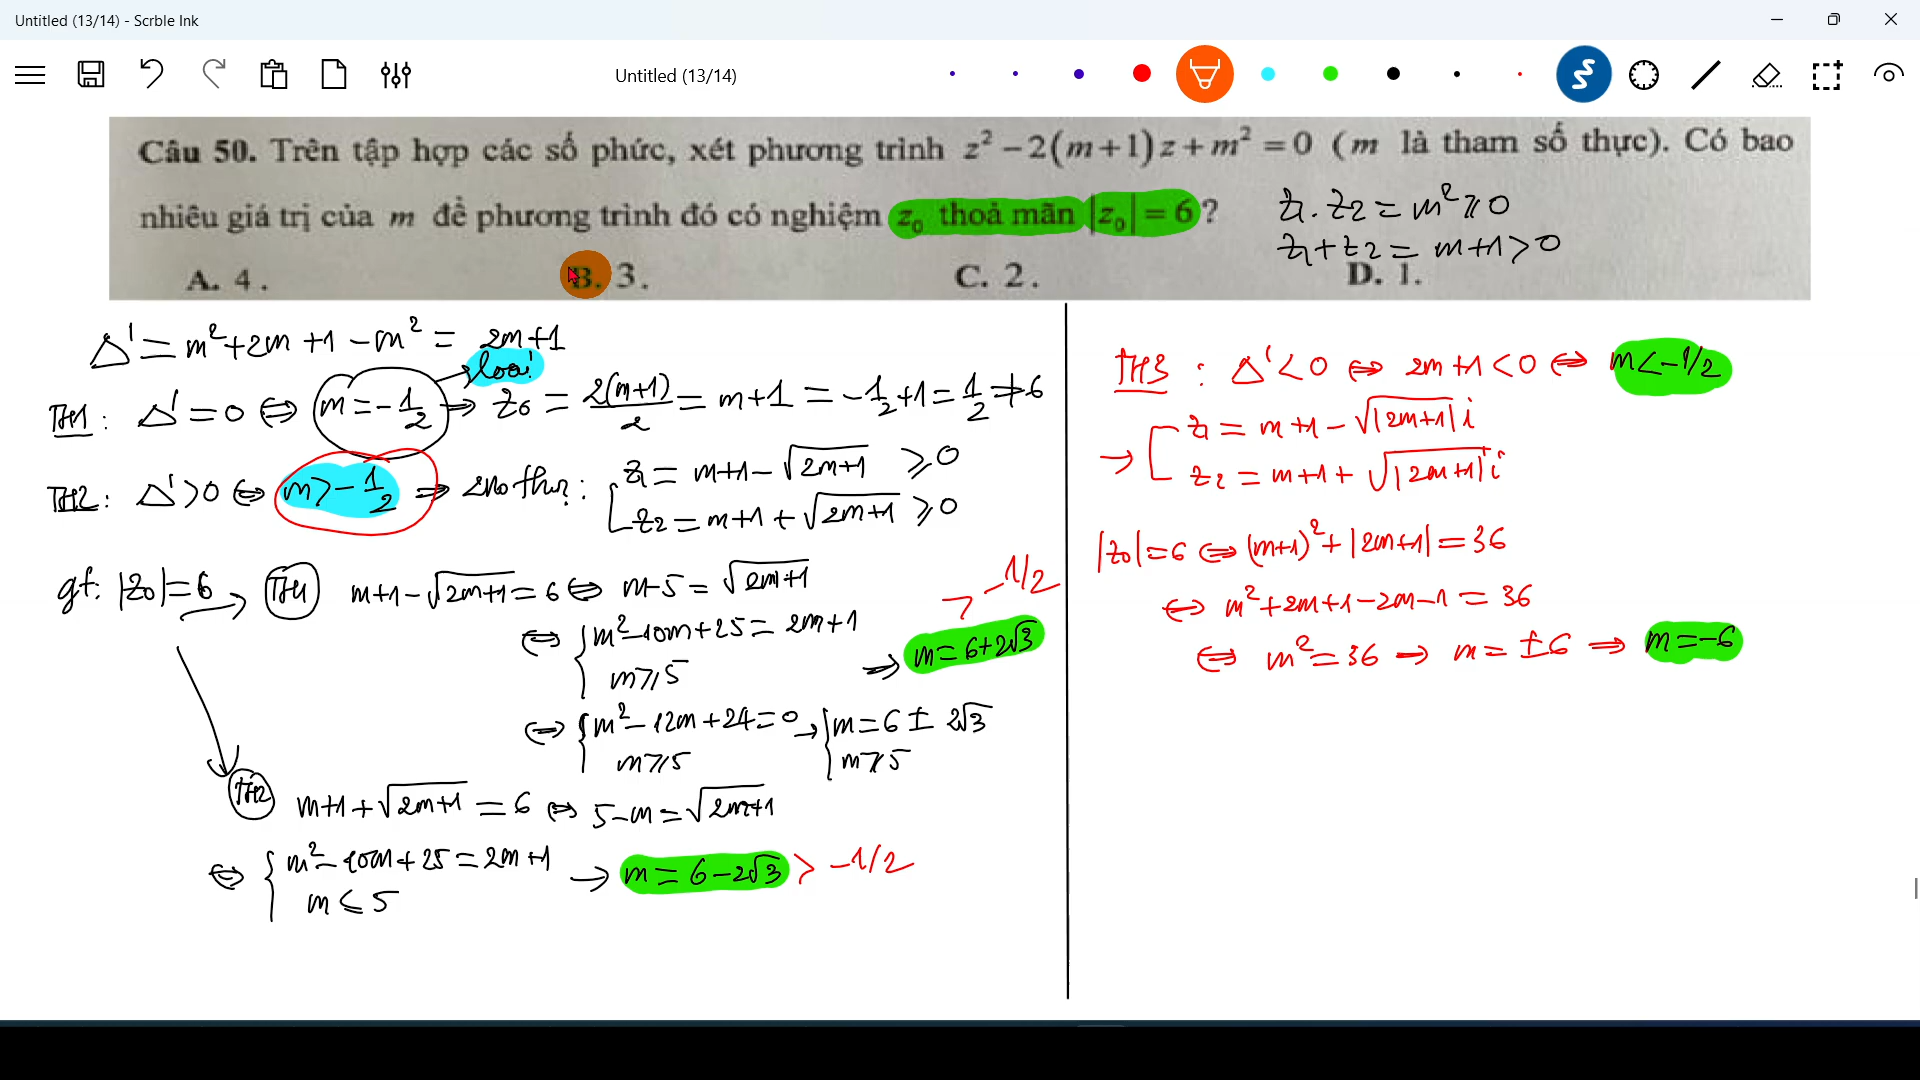 Untitled (13/14) - Scrble Ink
Untitled (13/14)
Câu 50. Trên tập hợp các số phức, xét phương trình z² − 2(m+1)z + m² = 0 (m là tham số thực). Có bao
nhiêu giá trị của m để phương trình đó có nghiệm z₀ thoả mãn |z₀| = 6?
z₁.z₂ = m² ⩾ 0
z₁+z₂ = m+1 > 0
A. 4.
B. 3.
C. 2.
D. 1.
Δ' = m²+2m+1−m² = 2m+1
loại
TH1: Δ' = 0 ⇔ m = −1/2 → z₀ = 2(m+1)/2 = m+1 = −1/2+1 = 1/2 ≠ 6
TH2: Δ' > 0 ⇔ m > −1/2 ⇒ 2no thực:
z₁ = m+1−√(2m+1) ⩾ 0
z₂ = m+1+√(2m+1) ⩾ 0
gt: |z₀| = 6 → TH1 m+1−√(2m+1) = 6 ⇔ m−5 = √(2m+1)
⇔ { m²−10m+25 = 2m+1
m ⩾ 5
⇒ m = 6+2√3 > −1/2
⇔ { m²−12m+24 = 0 → { m = 6 ± 2√3
m ⩾ 5 m ⩾ 5
TH2 m+1+√(2m+1) = 6 ⇔ 5−m = √(2m+1)
⇔ { m²−10m+25 = 2m+1 → m = 6−2√3 > −1/2
m ⩽ 5
TH3: Δ' < 0 ⇔ 2m+1 < 0 ⇔ m < −1/2
→ [ z₁ = m+1−√|2m+1| i
z₂ = m+1+√|2m+1| i
|z₀| = 6 ⇔ (m+1)²+|2m+1| = 36
⇔ m²+2m+1−2m−1 = 36
⇔ m² = 36 → m = ±6 ⇒ m = −6